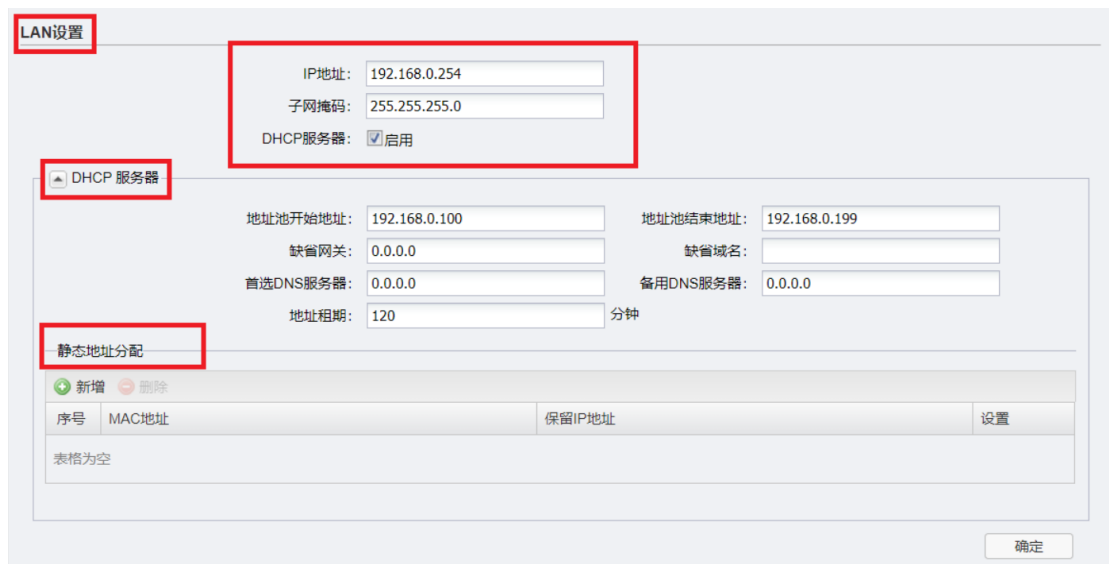 LAN设置
IP地址: 192.168.0.254
子网掩码: 255.255.255.0
DHCP服务器: 启用
DHCP 服务器
地址池开始地址: 192.168.0.100 地址池结束地址: 192.168.0.199
缺省网关: 0.0.0.0 缺省域名:
首选DNS服务器: 0.0.0.0 备用DNS服务器: 0.0.0.0
地址租期: 120 分钟
静态地址分配
新增 删除
序号 MAC地址 保留IP地址 设置
表格为空
确定